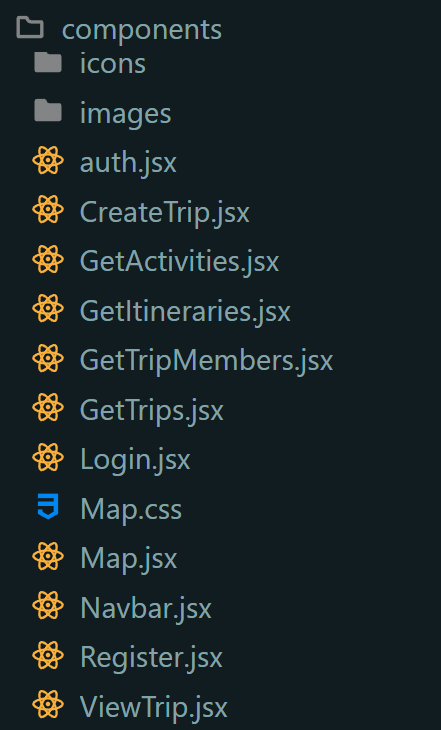 components
icons
images
auth.jsx
CreateTrip.jsx
GetActivities.jsx
GetItineraries.jsx
GetTripMembers.jsx
GetTrips.jsx
Login.jsx
Map.css
Map.jsx
Navbar.jsx
Register.jsx
ViewTrip.jsx